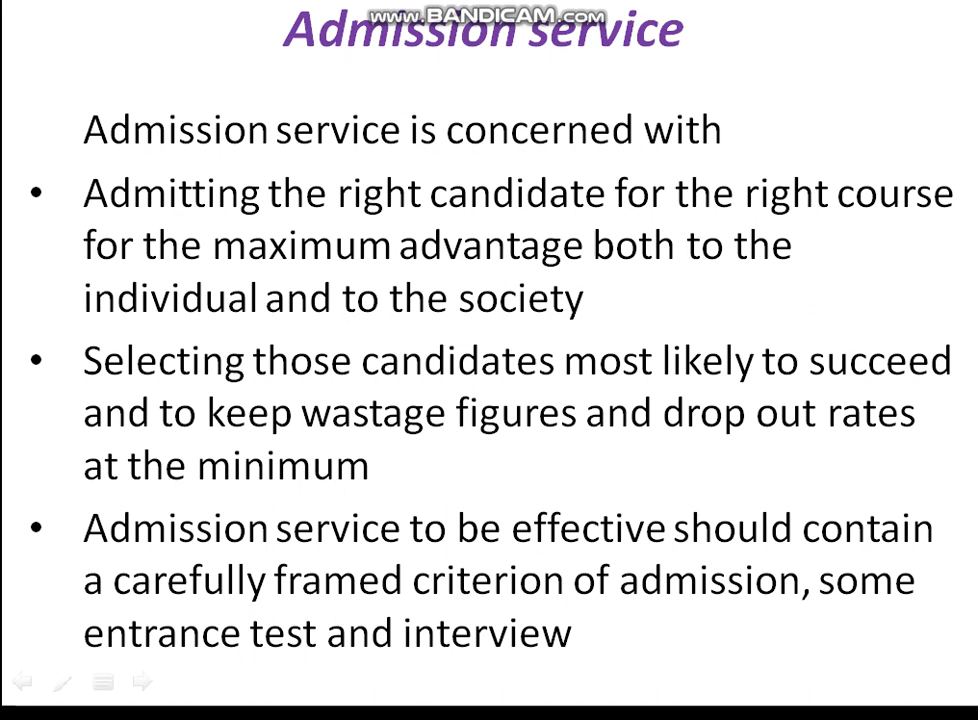 www.BANDICAM.com
Admission service
Admission service is concerned with
• Admitting the right candidate for the right course
for the maximum advantage both to the
individual and to the society
• Selecting those candidates most likely to succeed
and to keep wastage figures and drop out rates
at the minimum
• Admission service to be effective should contain
a carefully framed criterion of admission, some
entrance test and interview